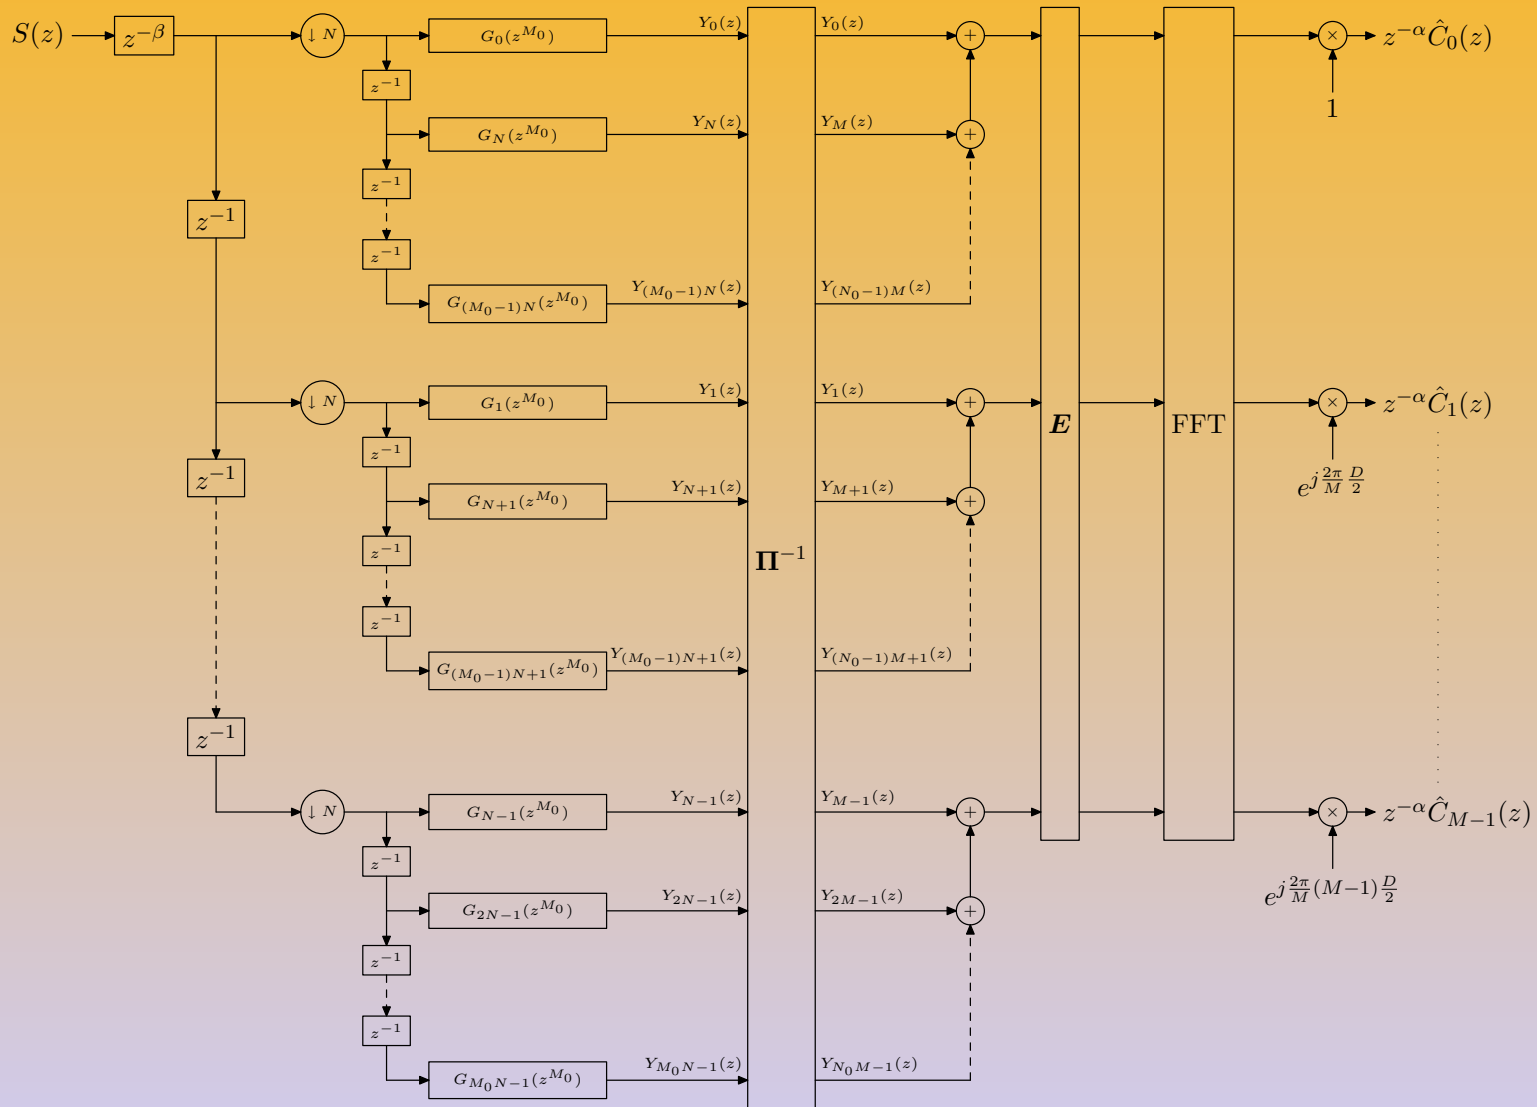 S(z) z^{-β} ↓ N G_0(z^{M_0}) Y_0(z) Y_0(z) + × z^{-α}Ĉ_0(z)
z^{-1} 1
G_N(z^{M_0}) Y_N(z) Y_M(z) +
z^{-1}
z^{-1}
z^{-1}
G_{(M_0−1)N}(z^{M_0}) Y_{(M_0−1)N}(z) Y_{(N_0−1)M}(z)
↓ N G_1(z^{M_0}) Y_1(z) Y_1(z) + × z^{-α}Ĉ_1(z)
E FFT
z^{-1}
z^{-1} G_{N+1}(z^{M_0}) Y_{N+1}(z) Y_{M+1}(z) + e^{j\frac{2π}{M}\frac{D}{2}}
z^{-1}
Π^{-1}
z^{-1}
G_{(M_0−1)N+1}(z^{M_0}) Y_{(M_0−1)N+1}(z) Y_{(N_0−1)M+1}(z)
z^{-1}
↓ N G_{N−1}(z^{M_0}) Y_{N−1}(z) Y_{M−1}(z) + × z^{-α}Ĉ_{M−1}(z)
z^{-1}
e^{j\frac{2π}{M}(M−1)\frac{D}{2}}
G_{2N−1}(z^{M_0}) Y_{2N−1}(z) Y_{2M−1}(z) +
z^{-1}
z^{-1}
G_{M_0N−1}(z^{M_0}) Y_{M_0N−1}(z) Y_{N_0M−1}(z)